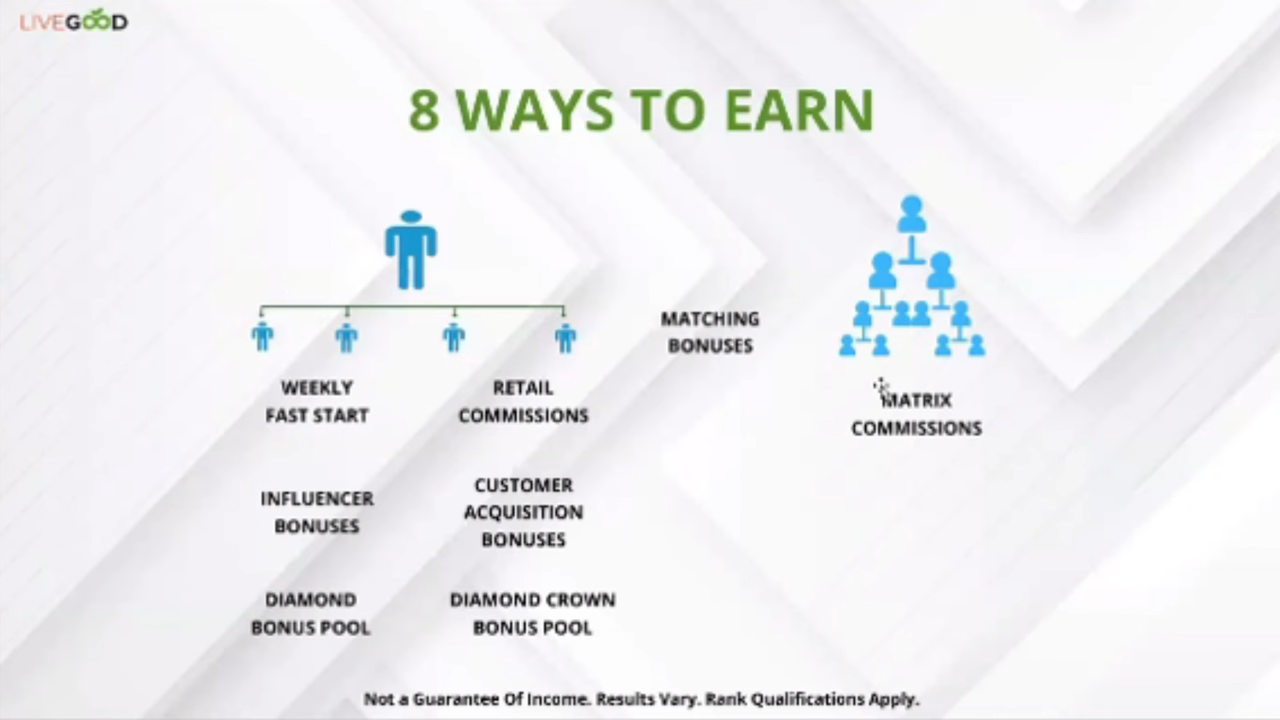 LIVEGOOD
8 WAYS TO EARN
MATCHING
BONUSES
WEEKLY
FAST START
RETAIL
COMMISSIONS
MATRIX
COMMISSIONS
INFLUENCER
BONUSES
CUSTOMER
ACQUISITION
BONUSES
DIAMOND
BONUS POOL
DIAMOND CROWN
BONUS POOL
Not a Guarantee Of Income. Results Vary. Rank Qualifications Apply.